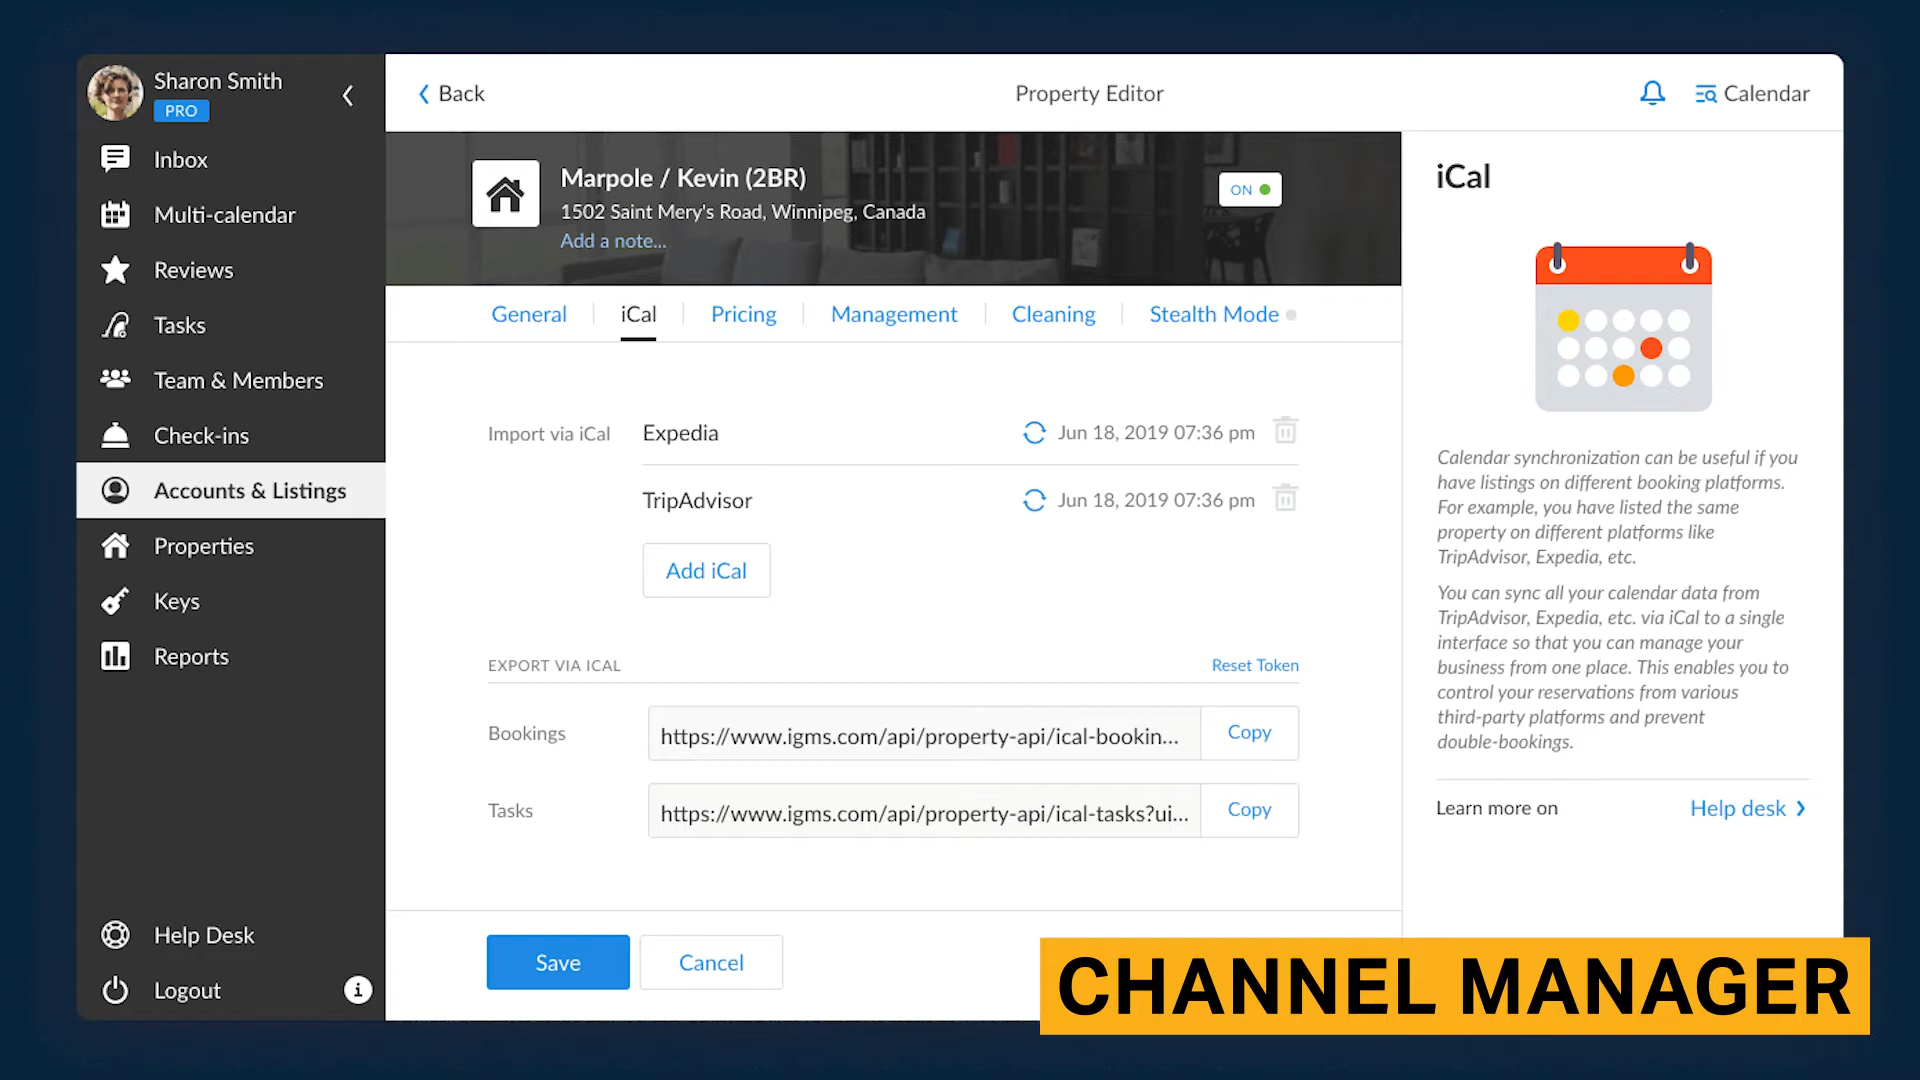 Sharon Smith
PRO
Inbox
Multi-calendar
Reviews
Tasks
Team & Members
Check-ins
Accounts & Listings
Properties
Keys
Reports
Help Desk
Logout
Back
Property Editor
Calendar
Marpole / Kevin (2BR)
1502 Saint Mery's Road, Winnipeg, Canada
Add a note...
ON
General
iCal
Pricing
Management
Cleaning
Stealth Mode
Import via iCal
Expedia
Jun 18, 2019 07:36 pm
TripAdvisor
Jun 18, 2019 07:36 pm
Add iCal
EXPORT VIA ICAL
Reset Token
Bookings
https://www.igms.com/api/property-api/ical-bookin...
Copy
Tasks
https://www.igms.com/api/property-api/ical-tasks?ui...
Copy
Save
Cancel
iCal
Calendar synchronization can be useful if you
have listings on different booking platforms.
For example, you have listed the same
property on different platforms like
TripAdvisor, Expedia, etc.
You can sync all your calendar data from
TripAdvisor, Expedia, etc. via iCal to a single
interface so that you can manage your
business from one place. This enables you to
control your reservations from various
third-party platforms and prevent
double-bookings.
Learn more on
Help desk
CHANNEL MANAGER